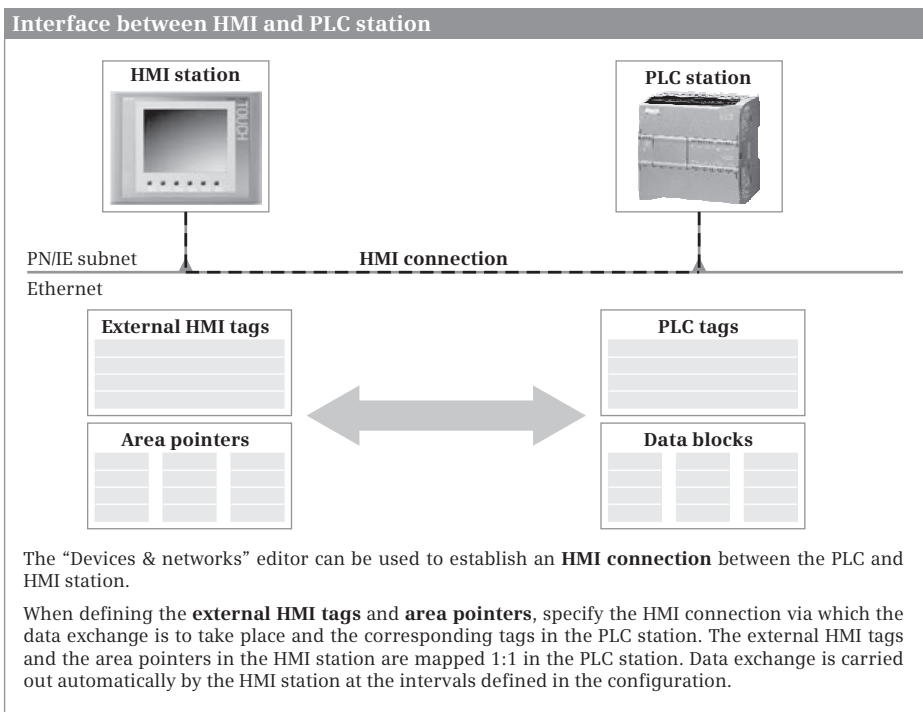 Interface between HMI and PLC station
HMI station
PLC station
TOUCH
PN/IE subnet
HMI connection
Ethernet
External HMI tags
PLC tags
Area pointers
Data blocks
The “Devices & networks” editor can be used to establish an HMI connection between the PLC and
HMI station.
When defining the external HMI tags and area pointers, specify the HMI connection via which the
data exchange is to take place and the corresponding tags in the PLC station. The external HMI tags
and the area pointers in the HMI station are mapped 1:1 in the PLC station. Data exchange is carried
out automatically by the HMI station at the intervals defined in the configuration.